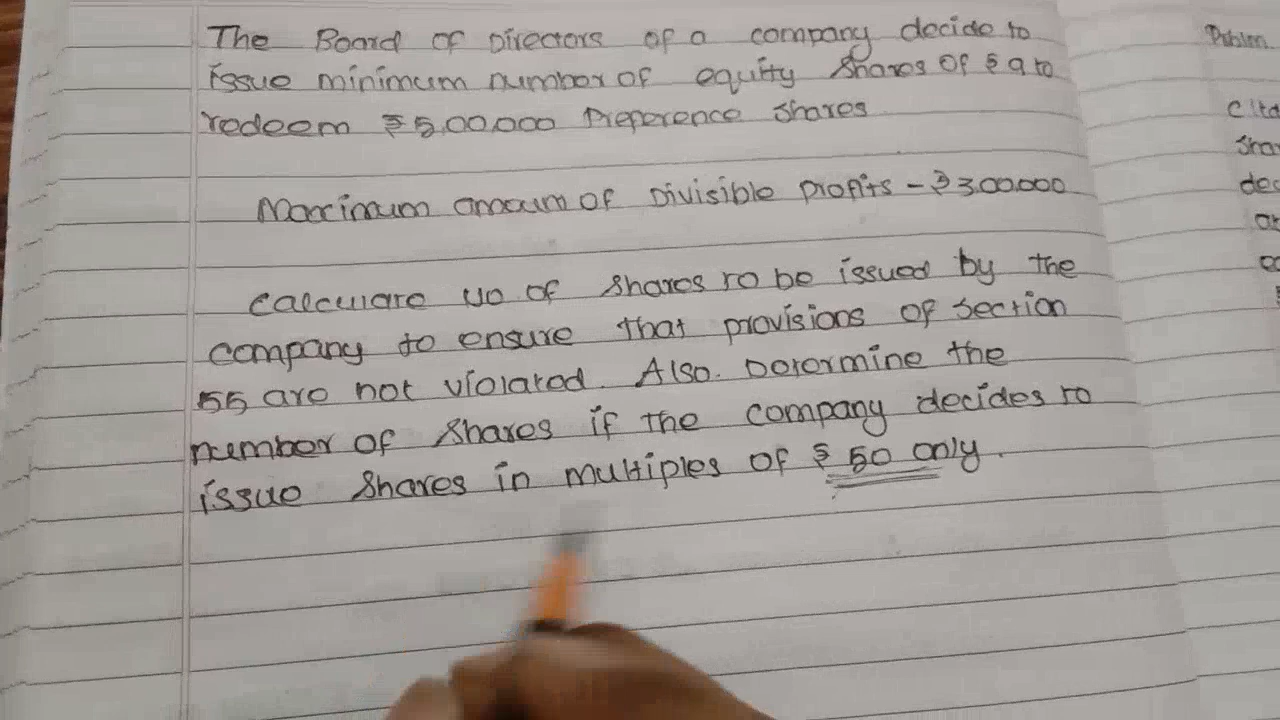 The Board of Directors of a company decide to
issue minimum number of equity shares of ₹ 9 to
redeem ₹5,00,000 Preference shares
Maximum amoum of Divisible profits - ₹3,00,000
calculate no of shares to be issued by the
company to ensure that provisions of section
55 are not violated. Also. Determine the
number of shares if the company decides to
issue shares in multiples of ₹ 50 only.